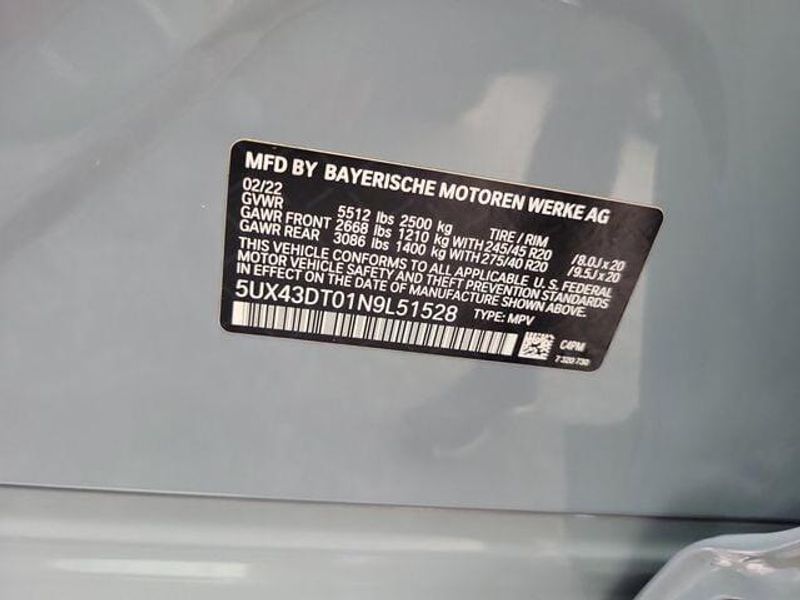 MFD BY BAYERISCHE MOTOREN WERKE AG
02/22
GVWR 5512 lbs 2500 kg TIRE / RIM
GAWR FRONT 2668 lbs 1210 kg WITH 245/45 R20 /8.0J x 20
GAWR REAR 3086 lbs 1400 kg WITH 275/40 R20 /9.5J x 20
THIS VEHICLE CONFORMS TO ALL APPLICABLE U.S. FEDERAL
MOTOR VEHICLE SAFETY AND THEFT PREVENTION STANDARDS
IN EFFECT ON THE DATE OF MANUFACTURE SHOWN ABOVE.
5UX43DT01N9L51528 TYPE: MPV
C4PM
7 320 730